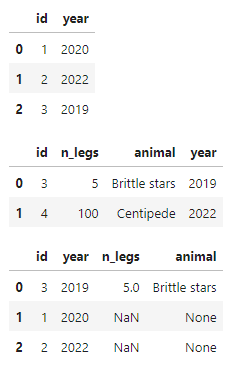 id year
0 1 2020
1 2 2022
2 3 2019
id n_legs animal year
0 3 5 Brittle stars 2019
1 4 100 Centipede 2022
id year n_legs animal
0 3 2019 5.0 Brittle stars
1 1 2020 NaN None
2 2 2022 NaN None